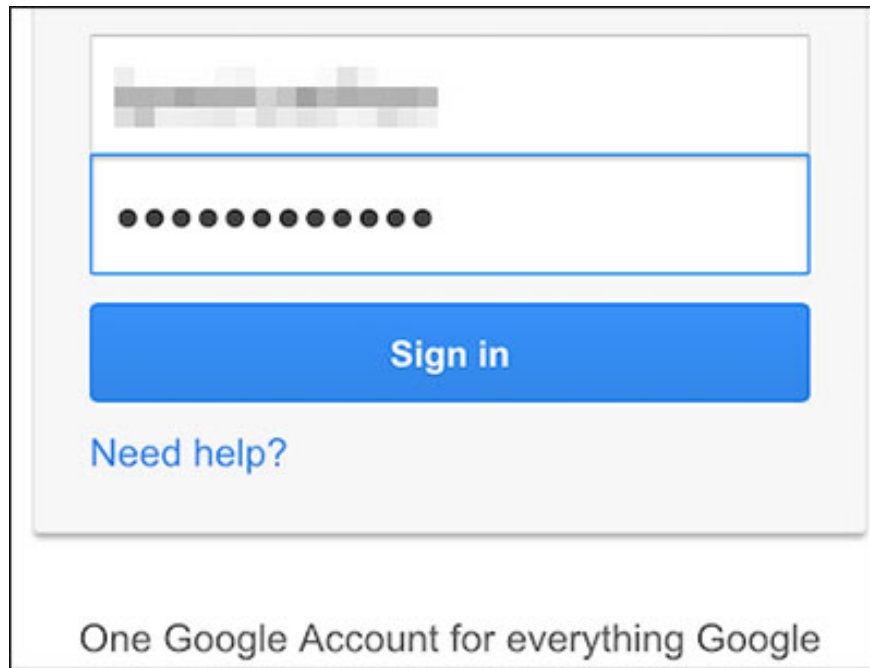 ••••••••••••
Sign in
Need help?
One Google Account for everything Google